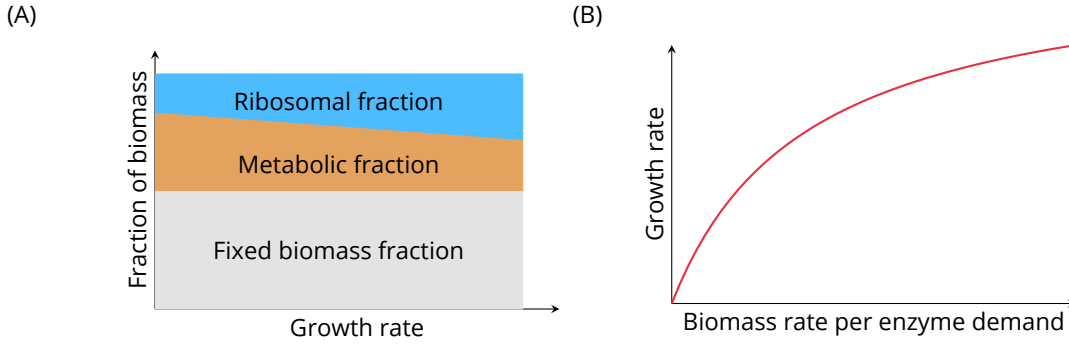 (A)
(B)
Fraction of biomass
Ribosomal fraction
Metabolic fraction
Fixed biomass fraction
Growth rate
Growth rate
Biomass rate per enzyme demand